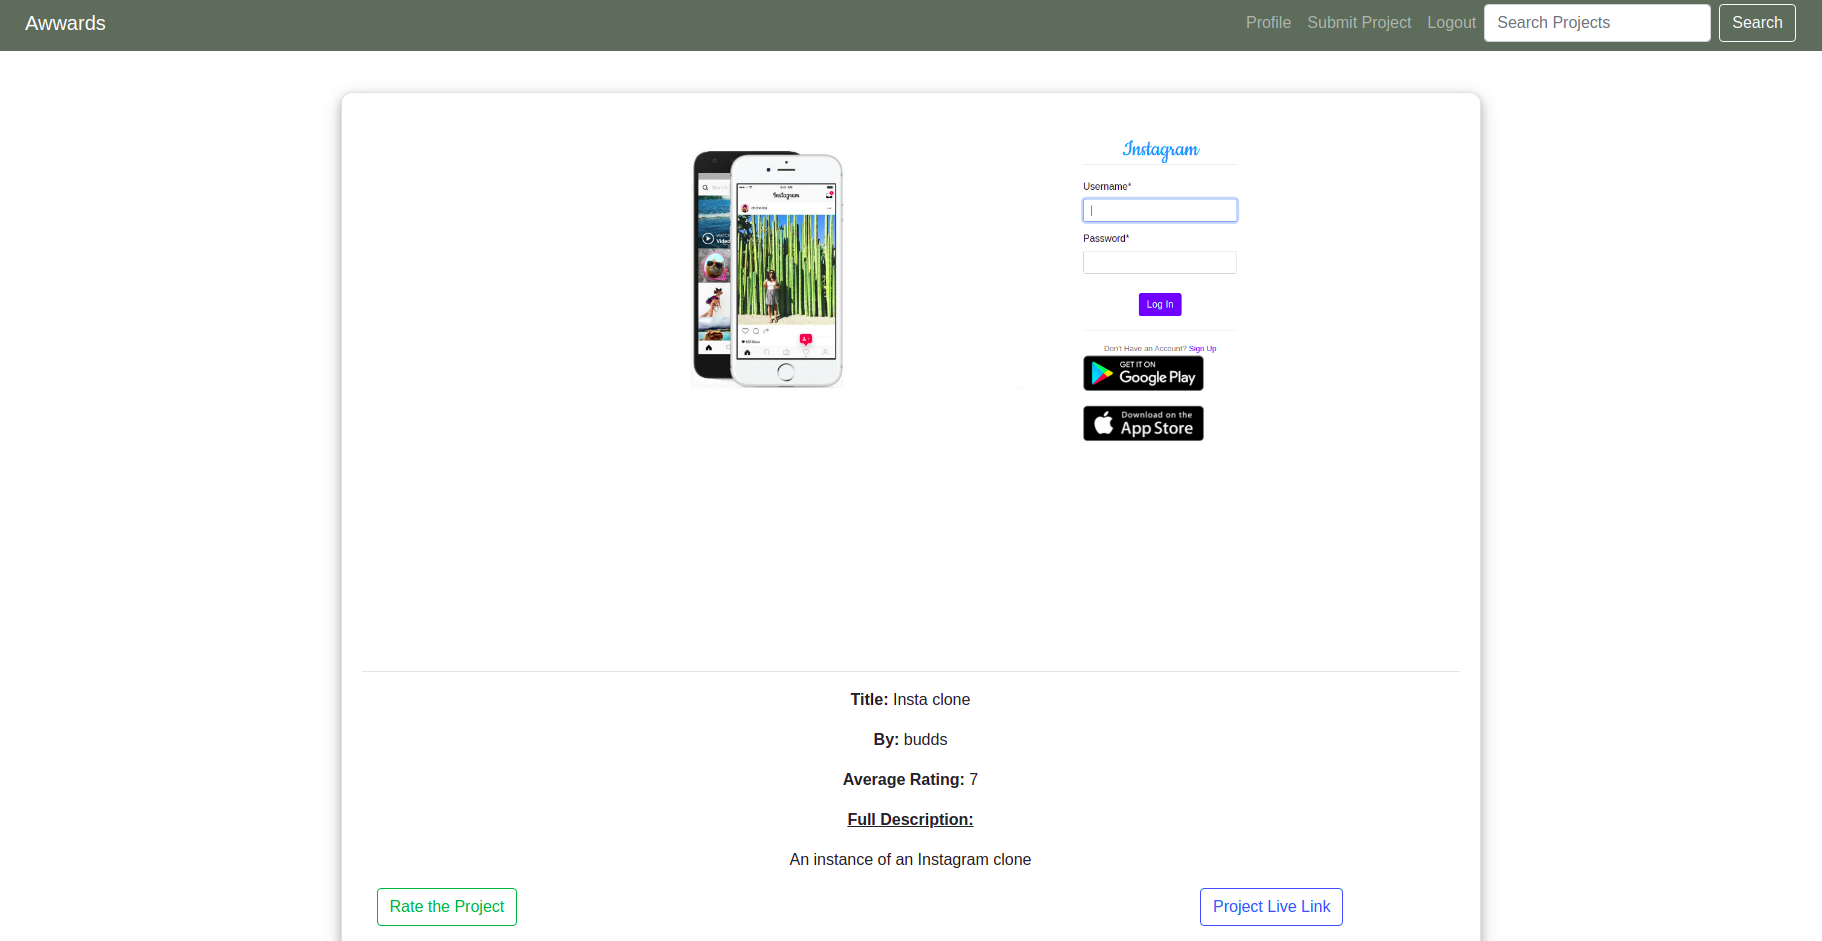 Awwards
Profile Submit Project Logout Search Projects Search
Instagram
Username*
Password*
Log In
Don't Have an Account? Sign Up
GET IT ON
Google Play
Download on the
App Store
Instagram
Title: Insta clone
By: budds
Average Rating: 7
Full Description:
An instance of an Instagram clone
Rate the Project
Project Live Link